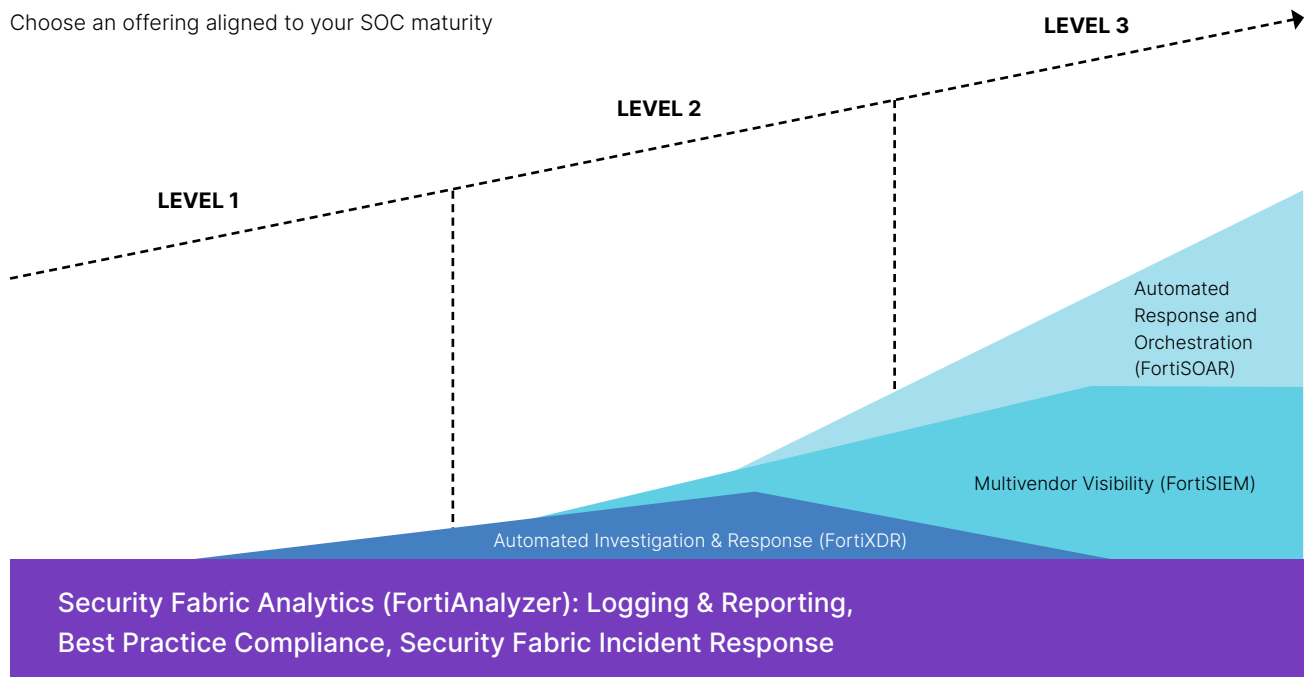 Choose an offering aligned to your SOC maturity
LEVEL 3
LEVEL 2
LEVEL 1
Automated
Response and
Orchestration
(FortiSOAR)
Multivendor Visibility (FortiSIEM)
Automated Investigation & Response (FortiXDR)
Security Fabric Analytics (FortiAnalyzer): Logging & Reporting,
Best Practice Compliance, Security Fabric Incident Response